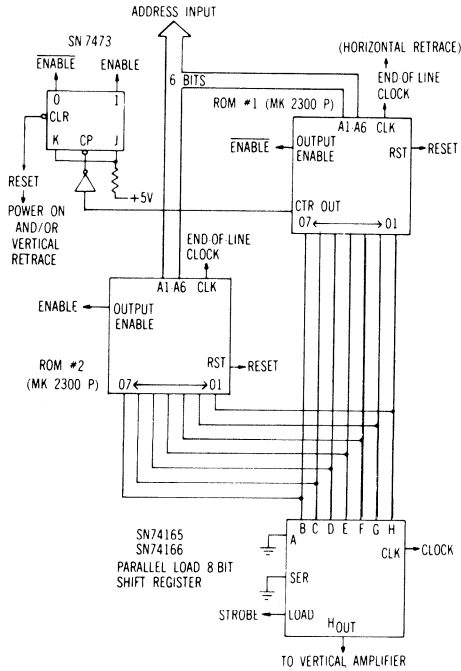 ADDRESS INPUT
SN 7473
ENABLE ENABLE
6 BITS
(HORIZONTAL RETRACE)
END-OF-LINE
CLOCK
ROM #1 (MK 2300 P)
O I
CLR
K CP J
A1-A6 CLK
ENABLE
OUTPUT
ENABLE
RST
RESET
+5V
RESET
POWER ON
AND/OR
VERTICAL
RETRACE
CTR OUT
07 01
END-OF-LINE
CLOCK
A1-A6 CLK
ENABLE
OUTPUT
ENABLE
ROM #2
(MK 2300 P)
RST
RESET
07 01
SN74165
SN74166
PARALLEL LOAD 8 BIT
SHIFT REGISTER
B C D E F G H
A
CLK
CLOCK
SER
STROBE
LOAD
HOUT
TO VERTICAL AMPLIFIER